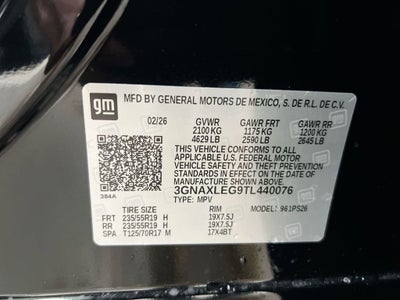 gm
MFD BY GENERAL MOTORS DE MEXICO, S. DE R.L. DE C.V.
02/26 GVWR GAWR FRT GAWR RR
2100 KG 1175 KG 1200 KG
4629 LB 2590 LB 2645 LB
THIS VEHICLE CONFORMS TO ALL
APPLICABLE U.S. FEDERAL MOTOR
VEHICLE SAFETY AND THEFT PREVENTION
STANDARDS IN EFFECT ON THE DATE OF
MANUFACTURE SHOWN ABOVE.
384A
3GNAXLEG9TL440076
TYPE: MPV MODEL: 961PS26
TIRE SIZE RIM
FRT 235/55R19 H 19X7.5J
RR 235/55R19 H 19X7.5J
SPA T125/70R17 M 17X4BT